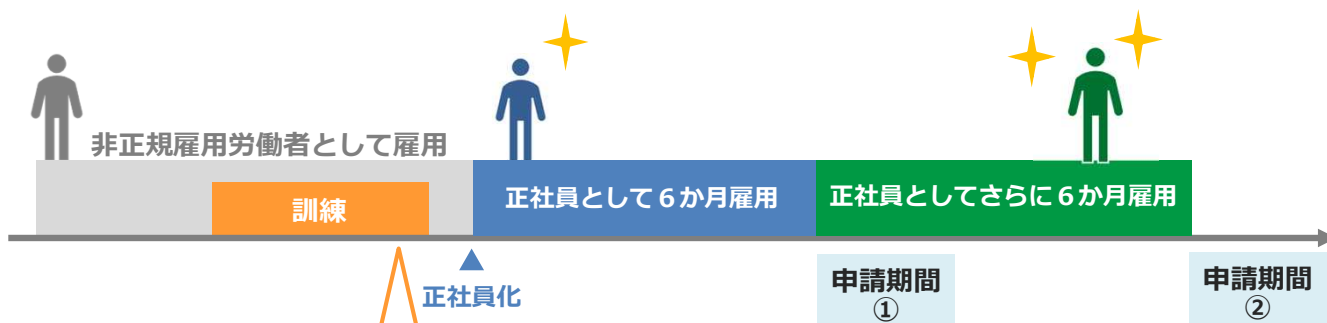 非正規雇用労働者として雇用
訓練
正社員として６か月雇用
正社員としてさらに６か月雇用
正社員化
申請期間
①
申請期間
②